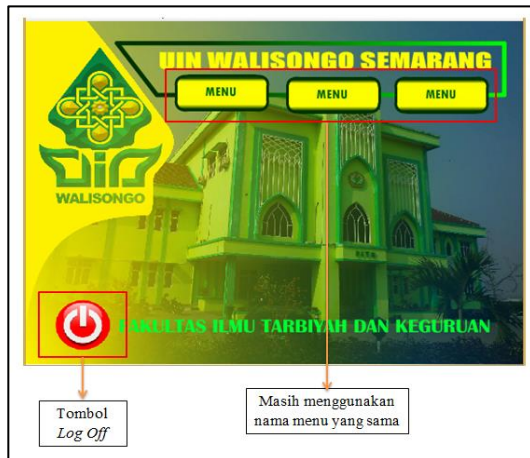 UIN WALISONGO SEMARANG
MENU
MENU
MENU
UIN
WALISONGO
FAKULTAS ILMU TARBIYAH DAN KEGURUAN
Tombol
Log Off
Masih menggunakan
nama menu yang sama